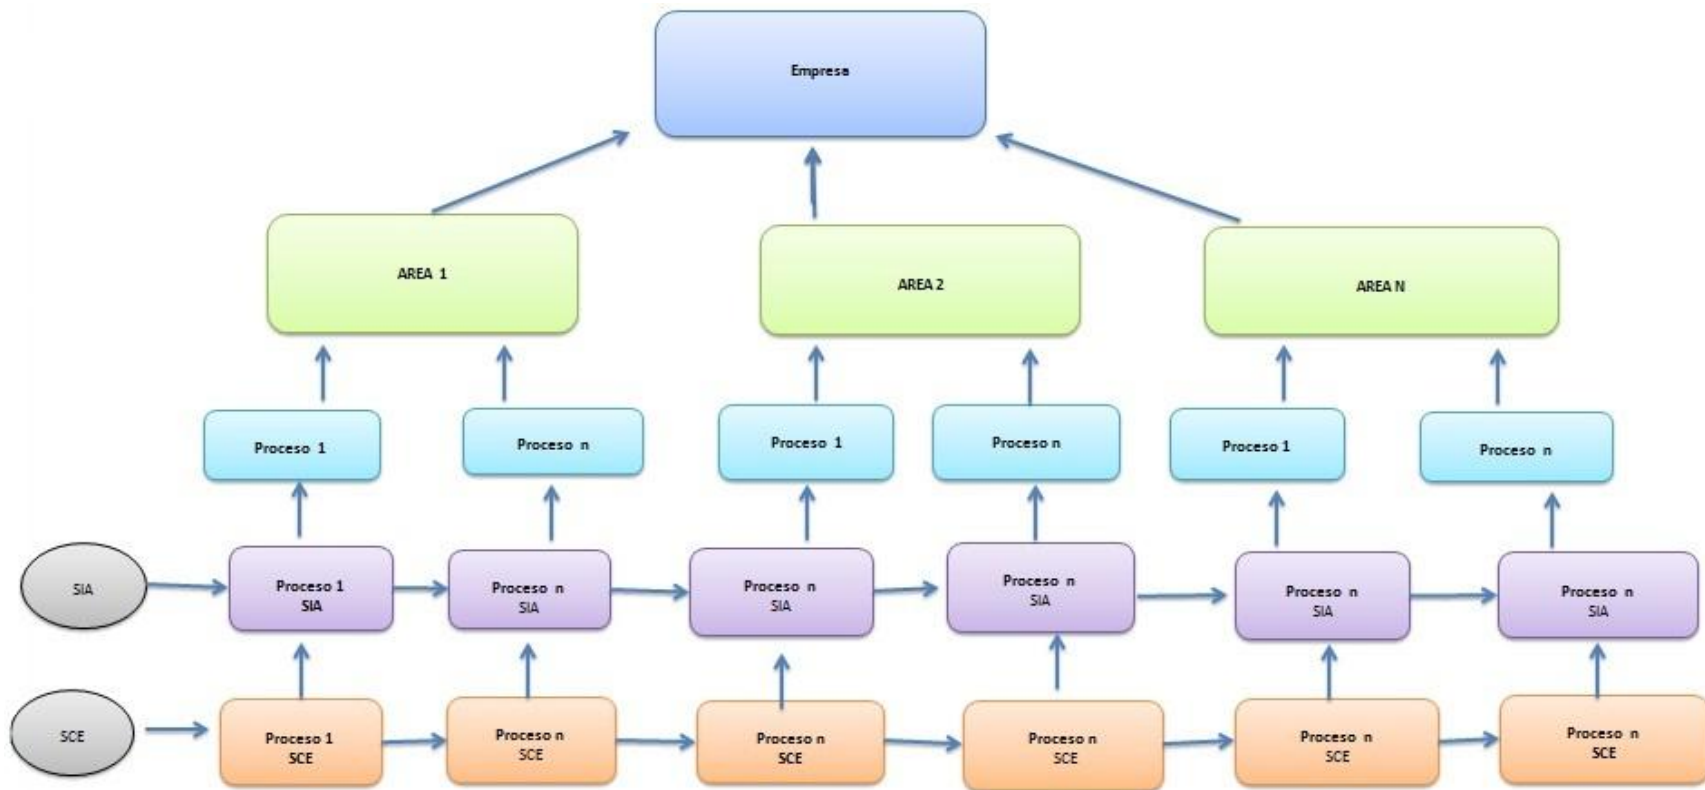 Empresa
AREA 1
AREA 2
AREA N
Proceso 1
Proceso n
Proceso 1
Proceso n
Proceso 1
Proceso n
SIA
Proceso 1
SIA
Proceso n
SIA
Proceso n
SIA
Proceso n
SIA
Proceso n
SIA
Proceso n
SIA
SCE
Proceso 1
SCE
Proceso n
SCE
Proceso n
SCE
Proceso n
SCE
Proceso n
SCE
Proceso n
SCE